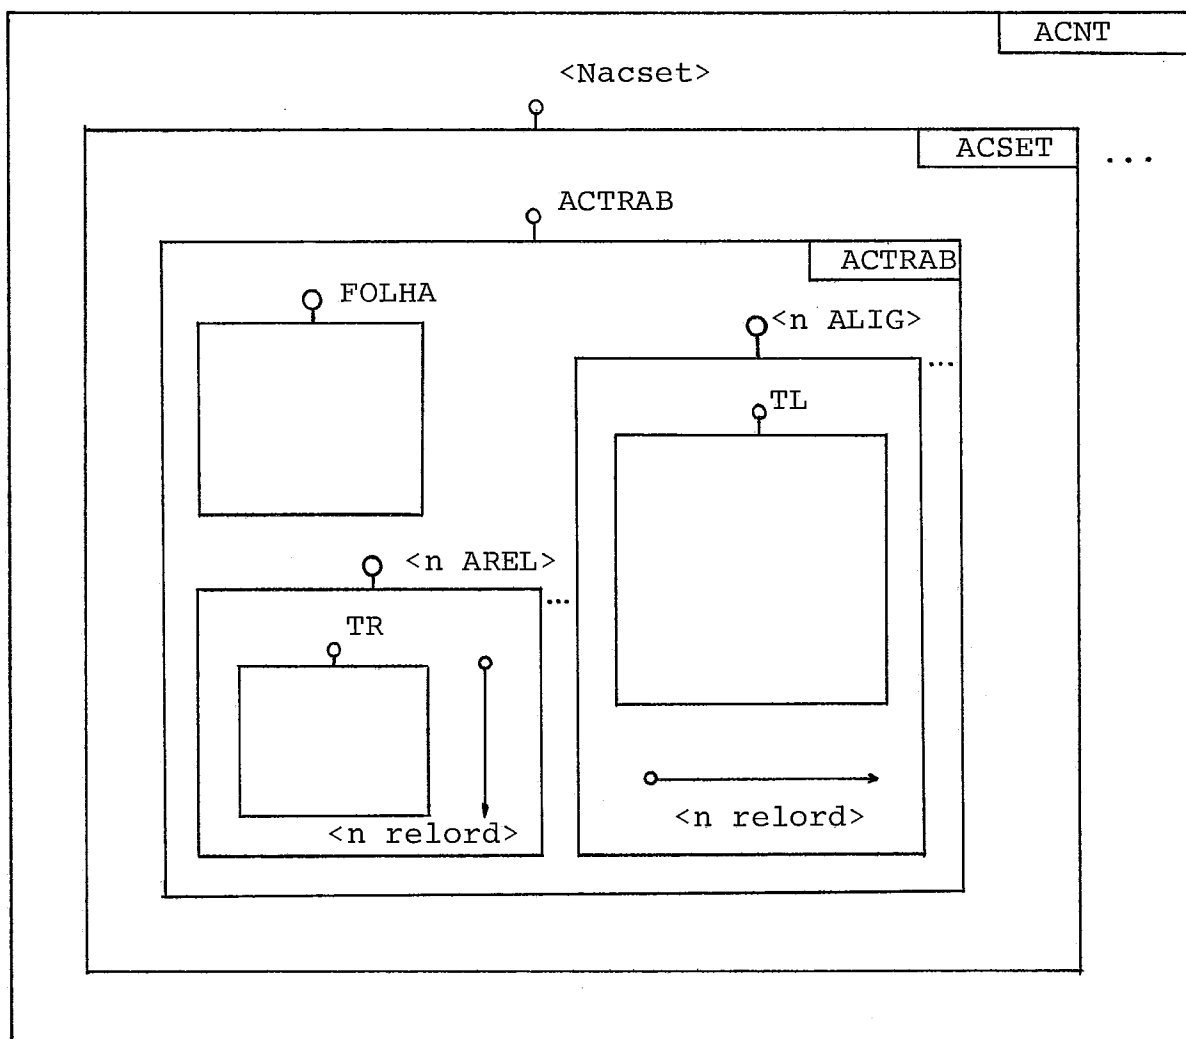 ACNT
<Nacset>
ACSET
...
ACTRAB
ACTRAB
FOLHA
<n ALIG>
...
TL
<n AREL>
...
TR
<n relord>
<n relord>